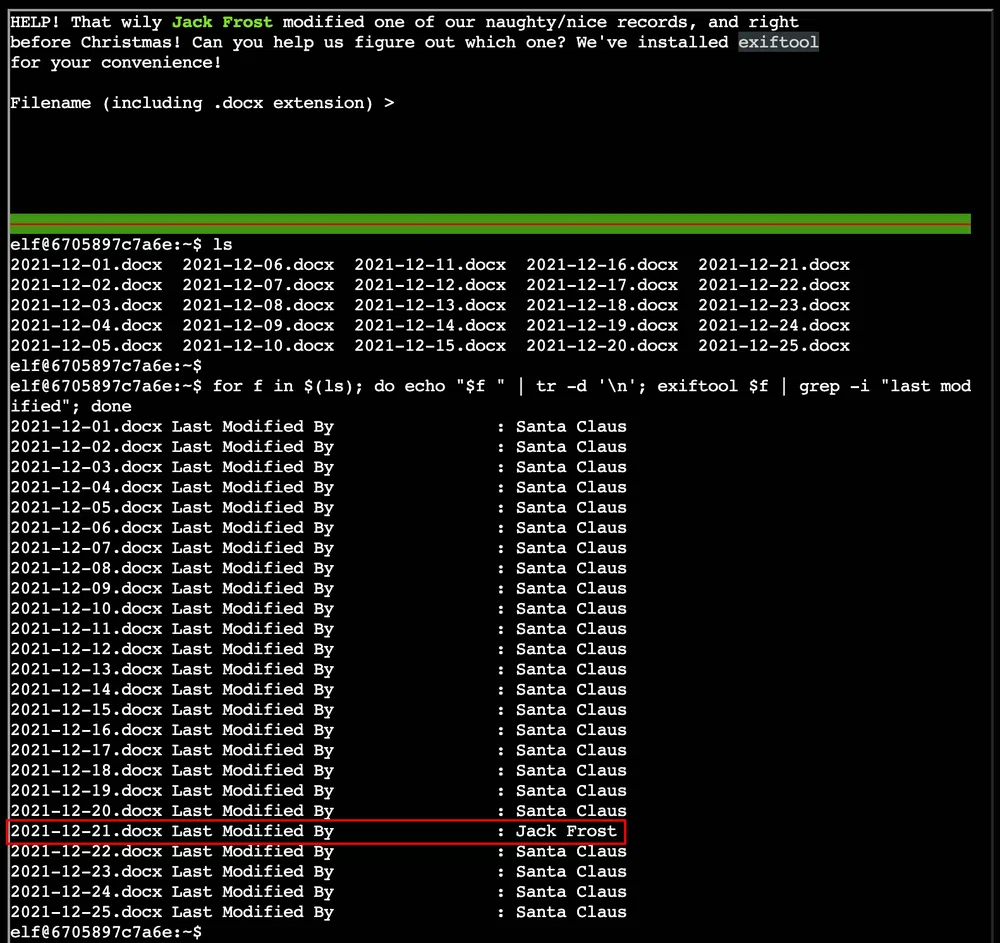 HELP! That wily Jack Frost modified one of our naughty/nice records, and right
before Christmas! Can you help us figure out which one? We've installed exiftool
for your convenience!
Filename (including .docx extension) >
elf@6705897c7a6e:~$ ls
2021-12-01.docx  2021-12-06.docx  2021-12-11.docx  2021-12-16.docx  2021-12-21.docx
2021-12-02.docx  2021-12-07.docx  2021-12-12.docx  2021-12-17.docx  2021-12-22.docx
2021-12-03.docx  2021-12-08.docx  2021-12-13.docx  2021-12-18.docx  2021-12-23.docx
2021-12-04.docx  2021-12-09.docx  2021-12-14.docx  2021-12-19.docx  2021-12-24.docx
2021-12-05.docx  2021-12-10.docx  2021-12-15.docx  2021-12-20.docx  2021-12-25.docx
elf@6705897c7a6e:~$
elf@6705897c7a6e:~$ for f in $(ls); do echo "$f " | tr -d '\n'; exiftool $f | grep -i "last mod
ified"; done
2021-12-01.docx Last Modified By                : Santa Claus
2021-12-02.docx Last Modified By                : Santa Claus
2021-12-03.docx Last Modified By                : Santa Claus
2021-12-04.docx Last Modified By                : Santa Claus
2021-12-05.docx Last Modified By                : Santa Claus
2021-12-06.docx Last Modified By                : Santa Claus
2021-12-07.docx Last Modified By                : Santa Claus
2021-12-08.docx Last Modified By                : Santa Claus
2021-12-09.docx Last Modified By                : Santa Claus
2021-12-10.docx Last Modified By                : Santa Claus
2021-12-11.docx Last Modified By                : Santa Claus
2021-12-12.docx Last Modified By                : Santa Claus
2021-12-13.docx Last Modified By                : Santa Claus
2021-12-14.docx Last Modified By                : Santa Claus
2021-12-15.docx Last Modified By                : Santa Claus
2021-12-16.docx Last Modified By                : Santa Claus
2021-12-17.docx Last Modified By                : Santa Claus
2021-12-18.docx Last Modified By                : Santa Claus
2021-12-19.docx Last Modified By                : Santa Claus
2021-12-20.docx Last Modified By                : Santa Claus
2021-12-21.docx Last Modified By                : Jack Frost
2021-12-22.docx Last Modified By                : Santa Claus
2021-12-23.docx Last Modified By                : Santa Claus
2021-12-24.docx Last Modified By                : Santa Claus
2021-12-25.docx Last Modified By                : Santa Claus
elf@6705897c7a6e:~$